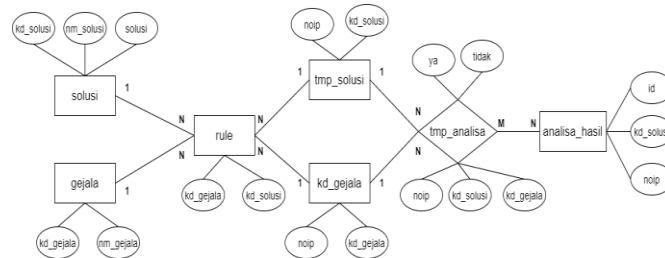 kd_solusi
nm_solusi
solusi
noip
kd_solusi
ya
tidak
solusi
1
1
tmp_solusi
1
id
N
N
N
M
N
rule
tmp_analisa
analisa_hasil
kd_solusi
N
N
N
gejala
1
kd_gejala
kd_solusi
1
kd_gejala
1
noip
kd_solusi
kd_gejala
noip
kd_gejala
nm_gejala
noip
kd_gejala